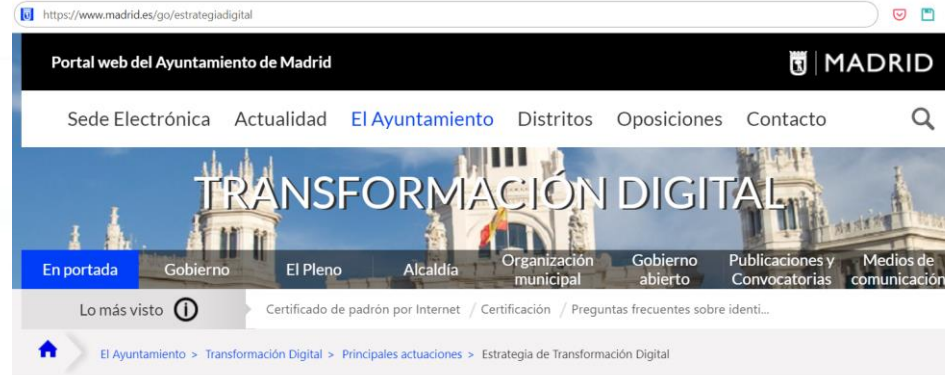 https://www.madrid.es/go/estrategiadigital
Portal web del Ayuntamiento de Madrid
MADRID
Sede Electrónica Actualidad El Ayuntamiento Distritos Oposiciones Contacto
TRANSFORMACIÓN DIGITAL
En portada Gobierno El Pleno Alcaldía Organización municipal Gobierno abierto Publicaciones y Convocatorias Medios de comunicación
Lo más visto Certificado de padrón por Internet / Certificación / Preguntas frecuentes sobre identi...
El Ayuntamiento > Transformación Digital > Principales actuaciones > Estrategia de Transformación Digital